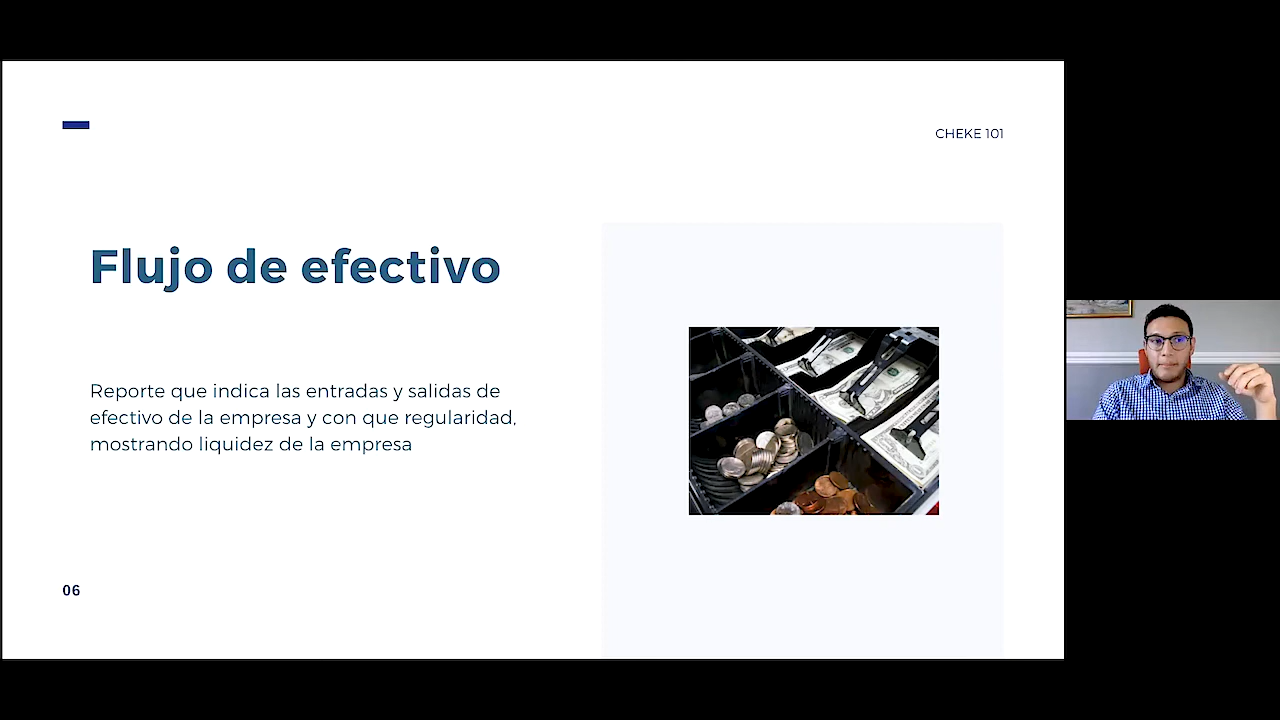 CHEKE 101
Flujo de efectivo
Reporte que indica las entradas y salidas de
efectivo de la empresa y con que regularidad,
mostrando liquidez de la empresa
06